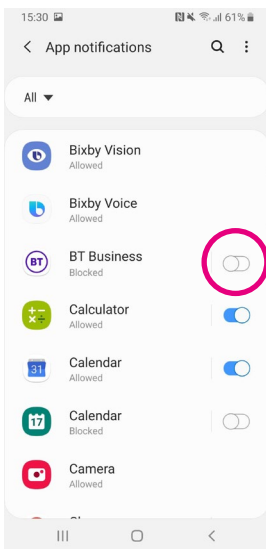 15:30 61%
App notifications
All
Bixby Vision
Allowed
Bixby Voice
Allowed
BT
BT Business
Blocked
Calculator
Allowed
31
Calendar
Allowed
17
Calendar
Blocked
Camera
Allowed